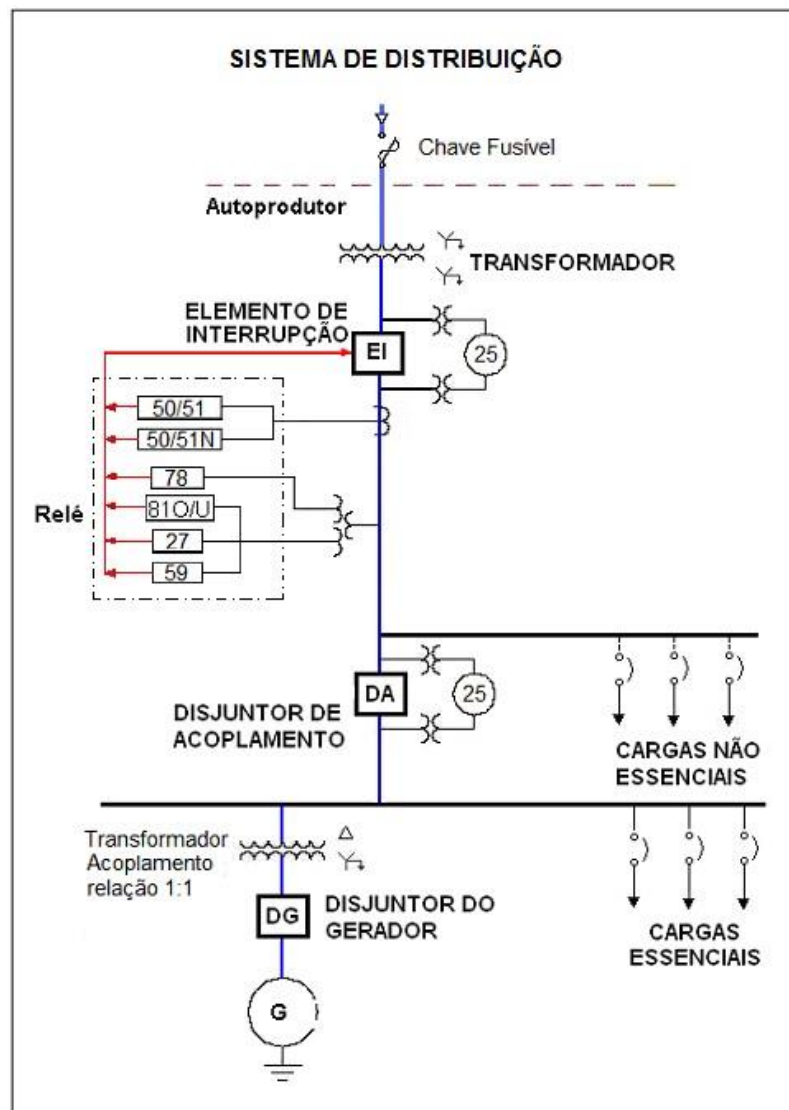 SISTEMA DE DISTRIBUIÇÃO
Chave Fusível
Autoprodutor
TRANSFORMADOR
ELEMENTO DE
INTERRUPÇÃO
EI
25
50/51
50/51N
78
Relé
81O/U
27
59
DA
25
DISJUNTOR DE
ACOPLAMENTO
CARGAS NÃO
ESSENCIAIS
Transformador
Acoplamento
relação 1:1
DG
DISJUNTOR DO
GERADOR
CARGAS
ESSENCIAIS
G